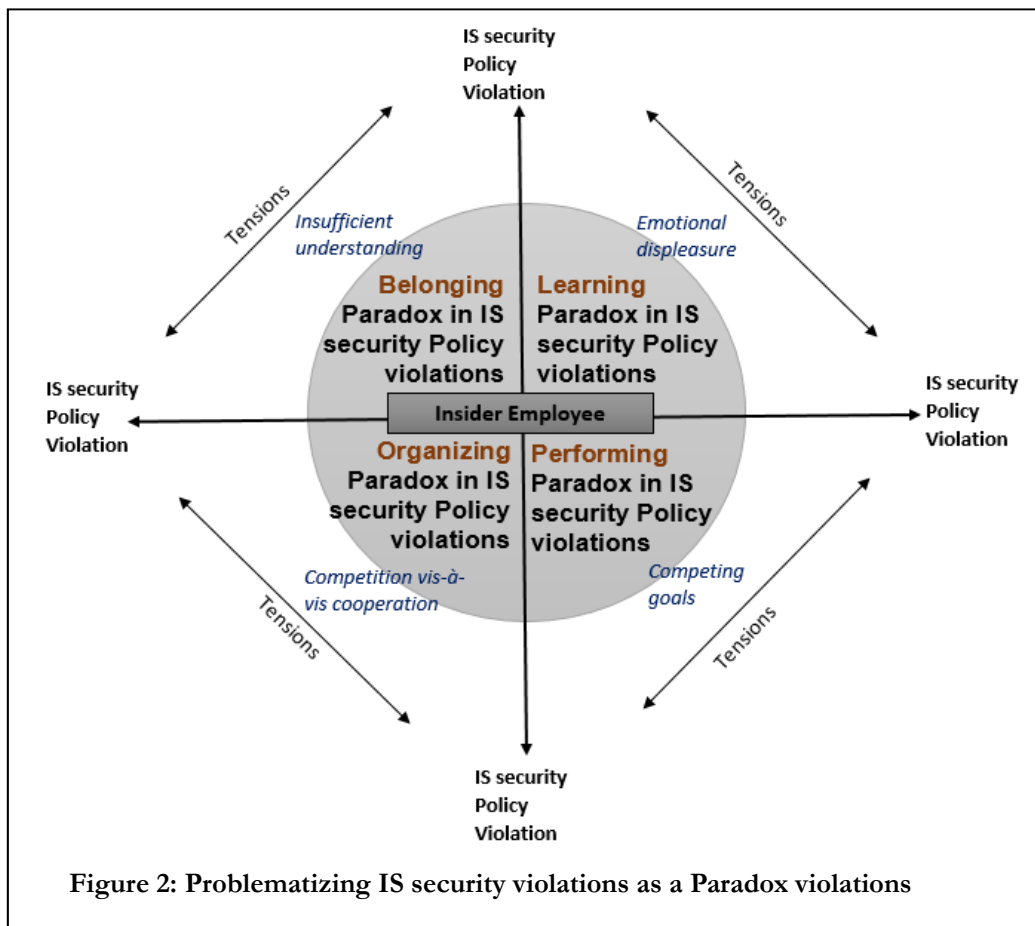 IS security
Policy
Violation
Tensions
Tensions
Insufficient
understanding
Emotional
displeasure
Belonging
Paradox in IS
security Policy
violations
Learning
Paradox in IS
security Policy
violations
IS security
Policy
Violation
Insider Employee
IS security
Policy
Violation
Organizing
Paradox in IS
security Policy
violations
Performing
Paradox in IS
security Policy
violations
Competition vis-à-
vis cooperation
Competing
goals
Tensions
Tensions
IS security
Policy
Violation
Figure 2: Problematizing IS security violations as a Paradox violations